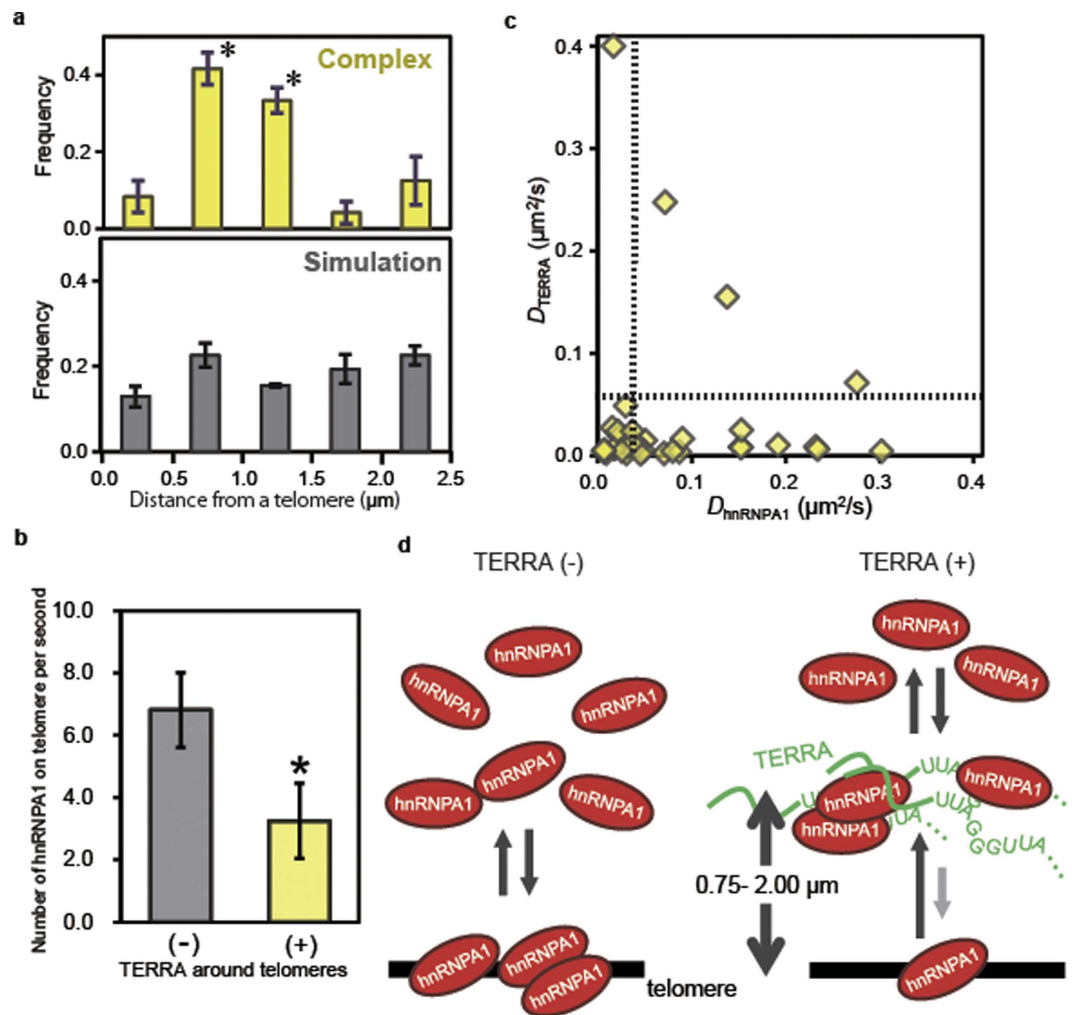 a
Complex
*
*
Frequency
0.4
0.2
0.0
Simulation
Frequency
0.4
0.2
0.0
0.0 0.5 1.0 1.5 2.0 2.5
Distance from a telomere (µm)
c
0.4
0.3
0.2
0.1
0.0
DTERRA (µm²/s)
0.0 0.1 0.2 0.3 0.4
DhnRNPA1 (µm²/s)
b
Number of hnRNPA1 on telomere per second
10.0
8.0
6.0
4.0
2.0
0.0
*
(-) (+)
TERRA around telomeres
d
TERRA (-)
hnRNPA1
hnRNPA1
hnRNPA1
hnRNPA1
hnRNPA1
hnRNPA1
hnRNPA1
hnRNPA1
hnRNPA1
telomere
TERRA (+)
hnRNPA1
hnRNPA1
hnRNPA1
TERRA
UUA
hnRNPA1
hnRNPA1
UUAG
GGUUA
hnRNPA1
UUA
0.75- 2.00 µm
hnRNPA1